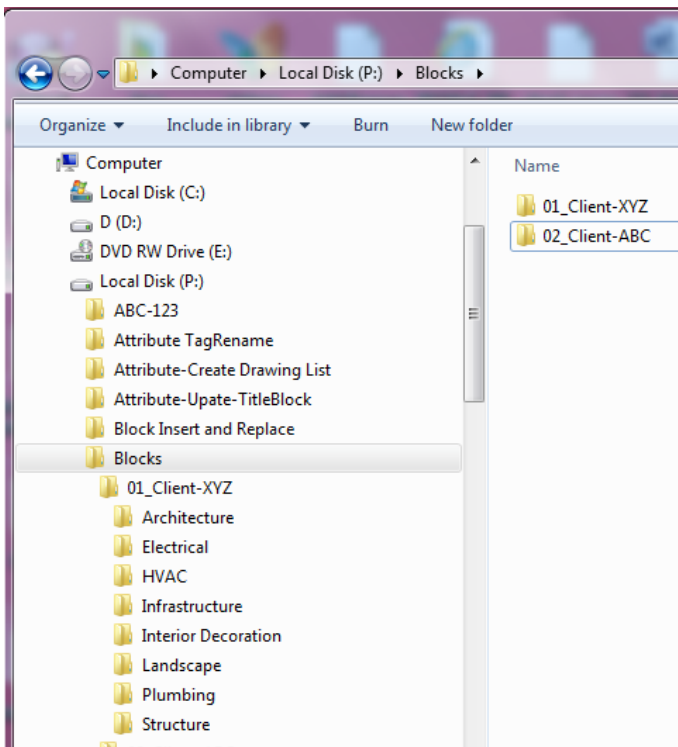 Computer Local Disk (P:) Blocks
Organize Include in library Burn New folder
Computer
Local Disk (C:)
D (D:)
DVD RW Drive (E:)
Local Disk (P:)
ABC-123
Attribute TagRename
Attribute-Create Drawing List
Attribute-Upate-TitleBlock
Block Insert and Replace
Blocks
01_Client-XYZ
Architecture
Electrical
HVAC
Infrastructure
Interior Decoration
Landscape
Plumbing
Structure
Name
01_Client-XYZ
02_Client-ABC